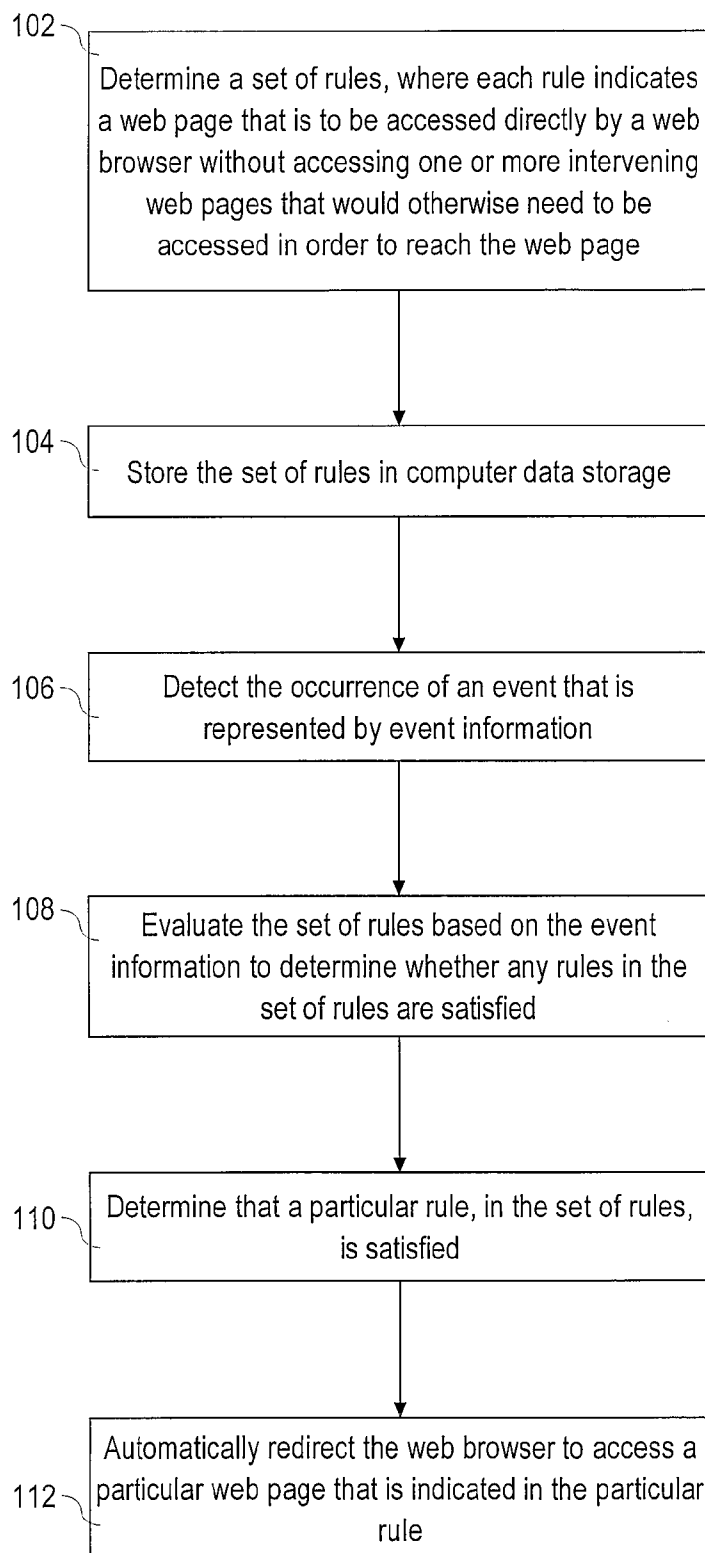 102
Determine a set of rules, where each rule indicates
a web page that is to be accessed directly by a web
browser without accessing one or more intervening
web pages that would otherwise need to be
accessed in order to reach the web page
104
Store the set of rules in computer data storage
106
Detect the occurrence of an event that is
represented by event information
108
Evaluate the set of rules based on the event
information to determine whether any rules in the
set of rules are satisfied
110
Determine that a particular rule, in the set of rules,
is satisfied
112
Automatically redirect the web browser to access a
particular web page that is indicated in the particular
rule